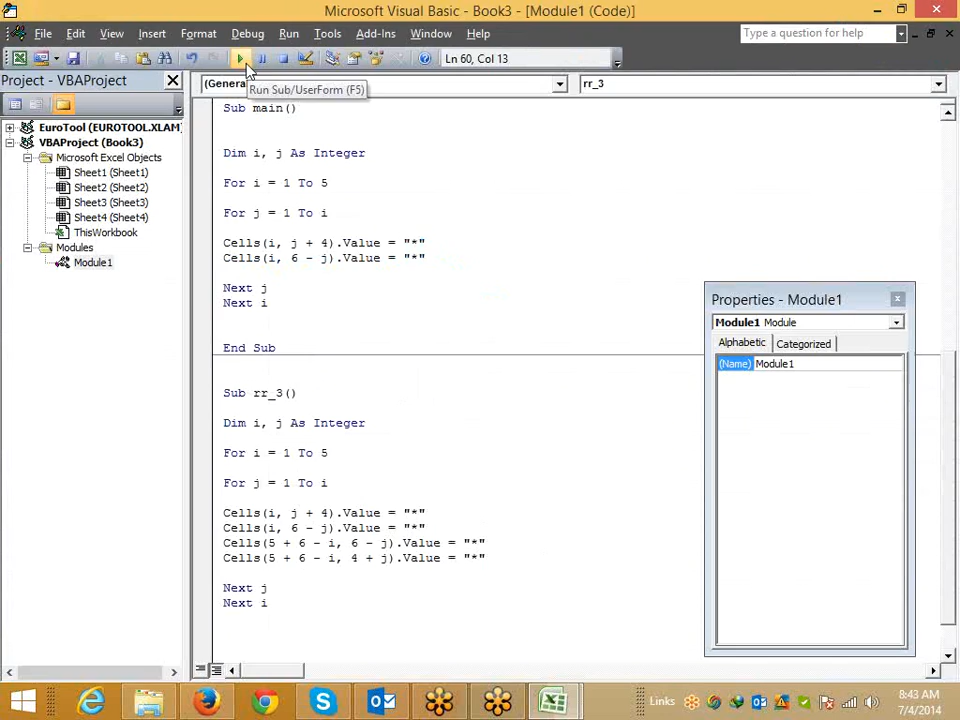 Microsoft Visual Basic - Book3 - [Module1 (Code)]
File Edit View Insert Format Debug Run Tools Add-Ins Window Help
Type a question for help
Ln 60, Col 13
Project - VBAProject
(Genera
rr_3
Run Sub/UserForm (F5)
EuroTool (EUROTOOL.XLAM)
VBAProject (Book3)
Microsoft Excel Objects
Sheet1 (Sheet1)
Sheet2 (Sheet2)
Sheet3 (Sheet3)
Sheet4 (Sheet4)
ThisWorkbook
Modules
Module1
Sub main()
Dim i, j As Integer
For i = 1 To 5
For j = 1 To i
Cells(i, j + 4).Value = "*"
Cells(i, 6 - j).Value = "*"
Next j
Next i
End Sub
Sub rr_3()
Dim i, j As Integer
For i = 1 To 5
For j = 1 To i
Cells(i, j + 4).Value = "*"
Cells(i, 6 - j).Value = "*"
Cells(5 + 6 - i, 6 - j).Value = "*"
Cells(5 + 6 - i, 4 + j).Value = "*"
Next j
Next i
Properties - Module1
Module1 Module
Alphabetic Categorized
(Name) Module1
Links
8:43 AM
7/4/2014